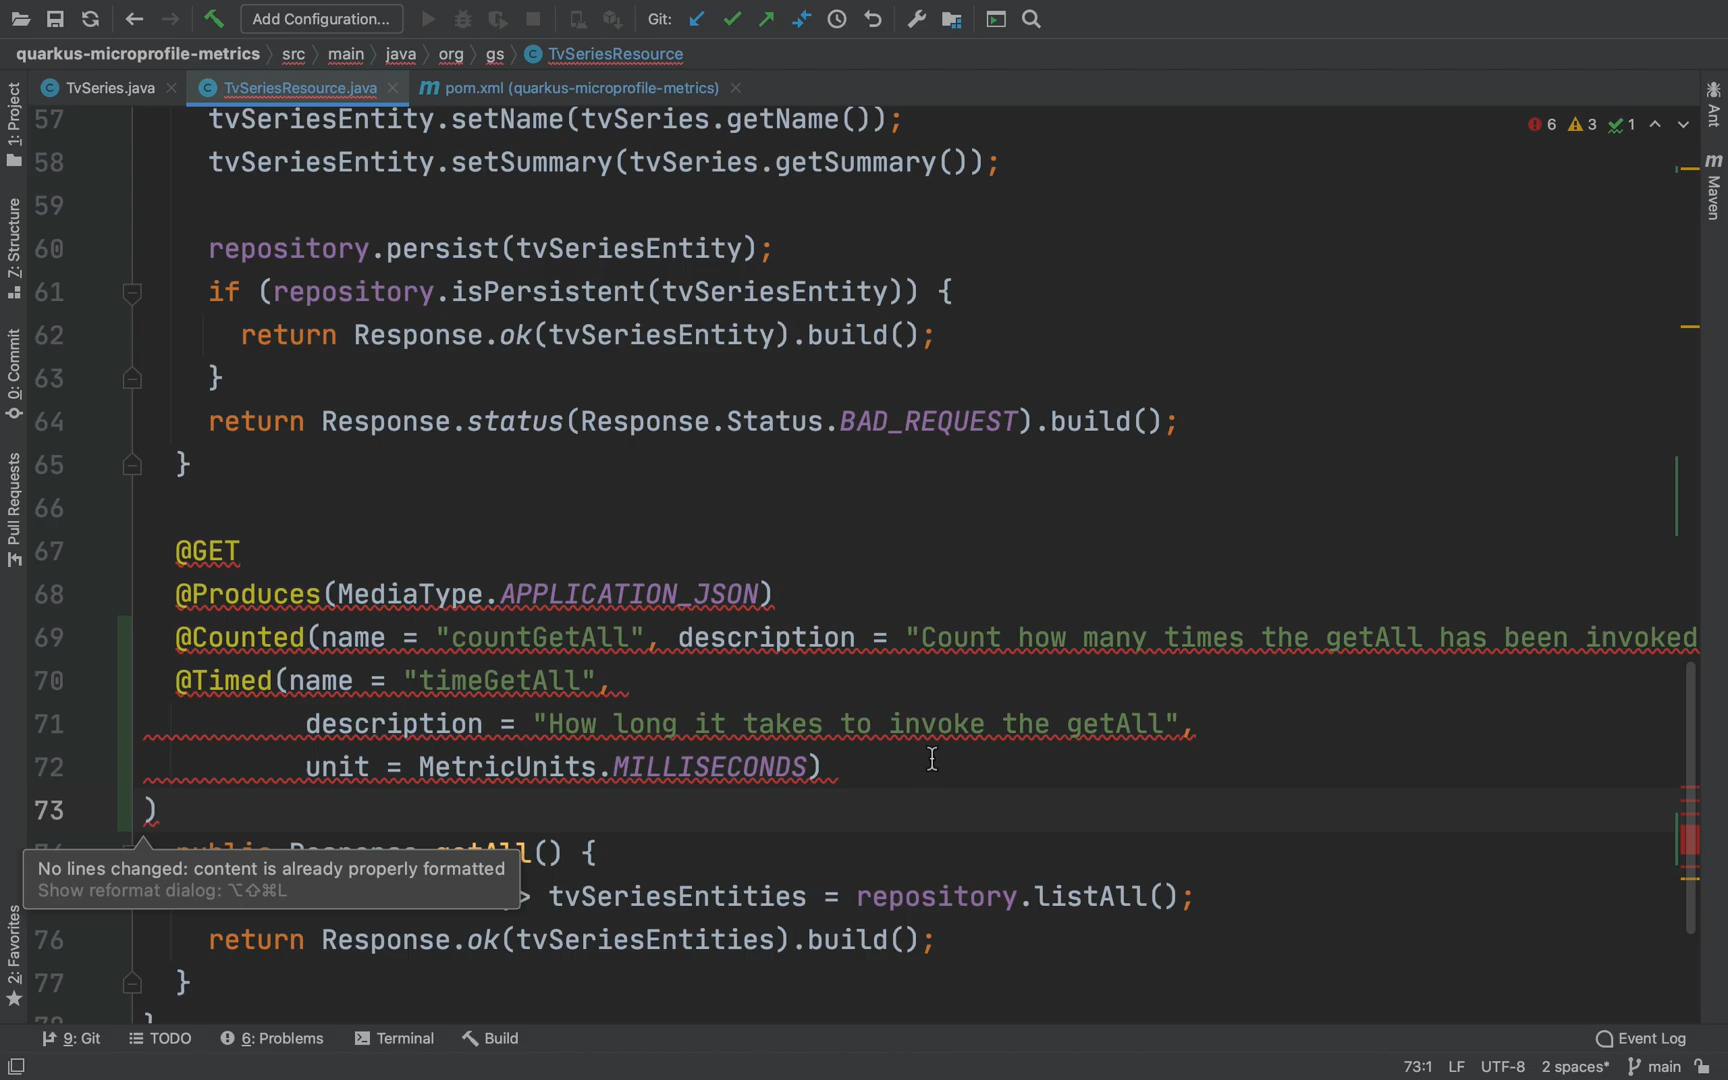 Add Configuration... Git:
quarkus-microprofile-metrics src main java org gs TvSeriesResource
TvSeries.java TvSeriesResource.java pom.xml (quarkus-microprofile-metrics)
6 3 1
1: Project
Z: Structure
0: Commit
Pull Requests
2: Favorites
Ant
Maven
57 tvSeriesEntity.setName(tvSeries.getName());
58 tvSeriesEntity.setSummary(tvSeries.getSummary());
59
60 repository.persist(tvSeriesEntity);
61 if (repository.isPersistent(tvSeriesEntity)) {
62 return Response.ok(tvSeriesEntity).build();
63 }
64 return Response.status(Response.Status.BAD_REQUEST).build();
65 }
66
67 @GET
68 @Produces(MediaType.APPLICATION_JSON)
69 @Counted(name = "countGetAll", description = "Count how many times the getAll has been invoked
70 @Timed(name = "timeGetAll",
71 description = "How long it takes to invoke the getAll",
72 unit = MetricUnits.MILLISECONDS)
73 )
public Response getAll() {
No lines changed: content is already properly formatted
Show reformat dialog: ⌥⇧⌘L
> tvSeriesEntities = repository.listAll();
76 return Response.ok(tvSeriesEntities).build();
77 }
78 }
9: Git TODO 6: Problems Terminal Build Event Log
73:1 LF UTF-8 2 spaces* main